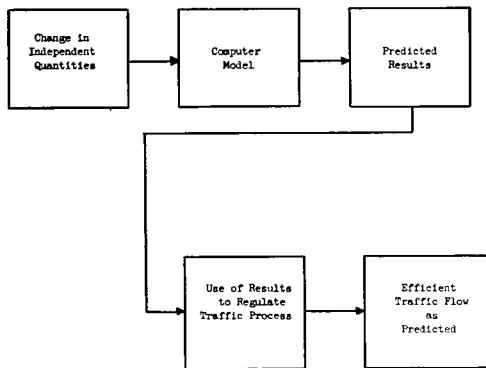 Change in
Independent
Quantities
Computer
Model
Predicted
Results
Use of Results
to Regulate
Traffic Process
Efficient
Traffic Flow
as
Predicted